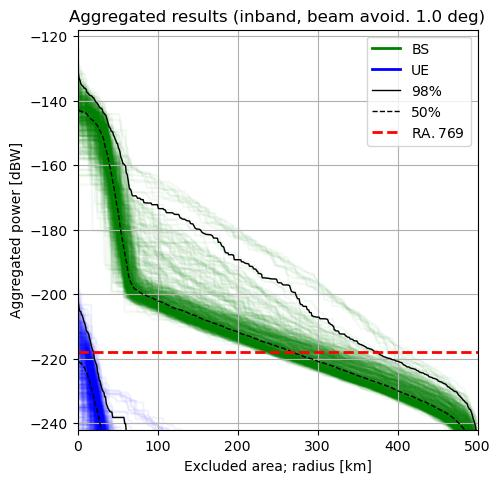 Aggregated results (inband, beam avoid. 1.0 deg)
BS
UE
98%
50%
RA.769
Aggregated power [dBW]
−120
−140
−160
−180
−200
−220
−240
0 100 200 300 400 500
Excluded area; radius [km]